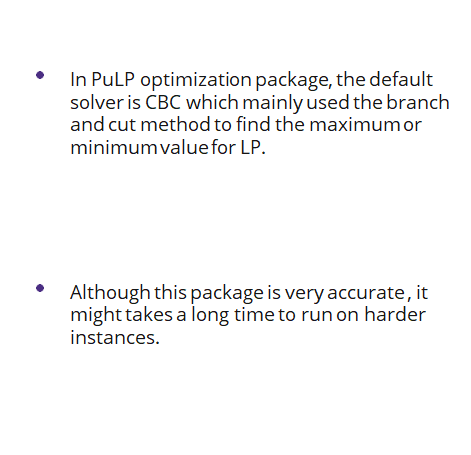 • In PuLP optimization package, the default
solver is CBC which mainly used the branch
and cut method to find the maximum or
minimum value for LP.
• Although this package is very accurate, it
might takes a long time to run on harder
instances.